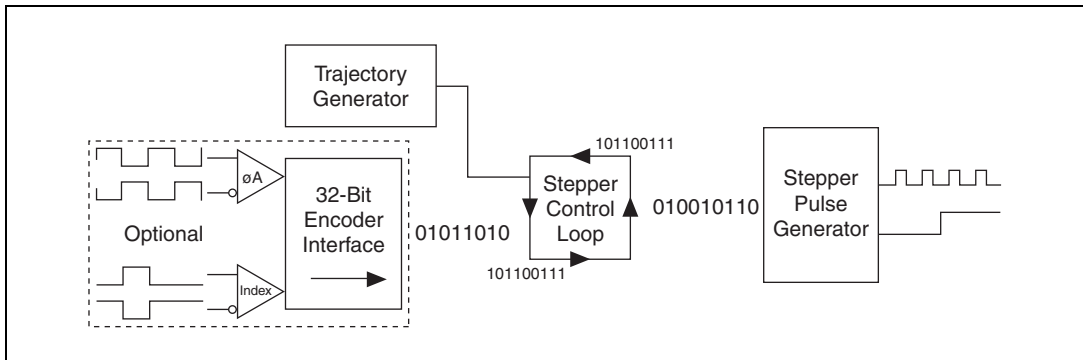 Trajectory
Generator
101100111
øA
32-Bit
Encoder
Interface
Optional
01011010
Stepper
Control
Loop
010010110
Stepper
Pulse
Generator
101100111
Index